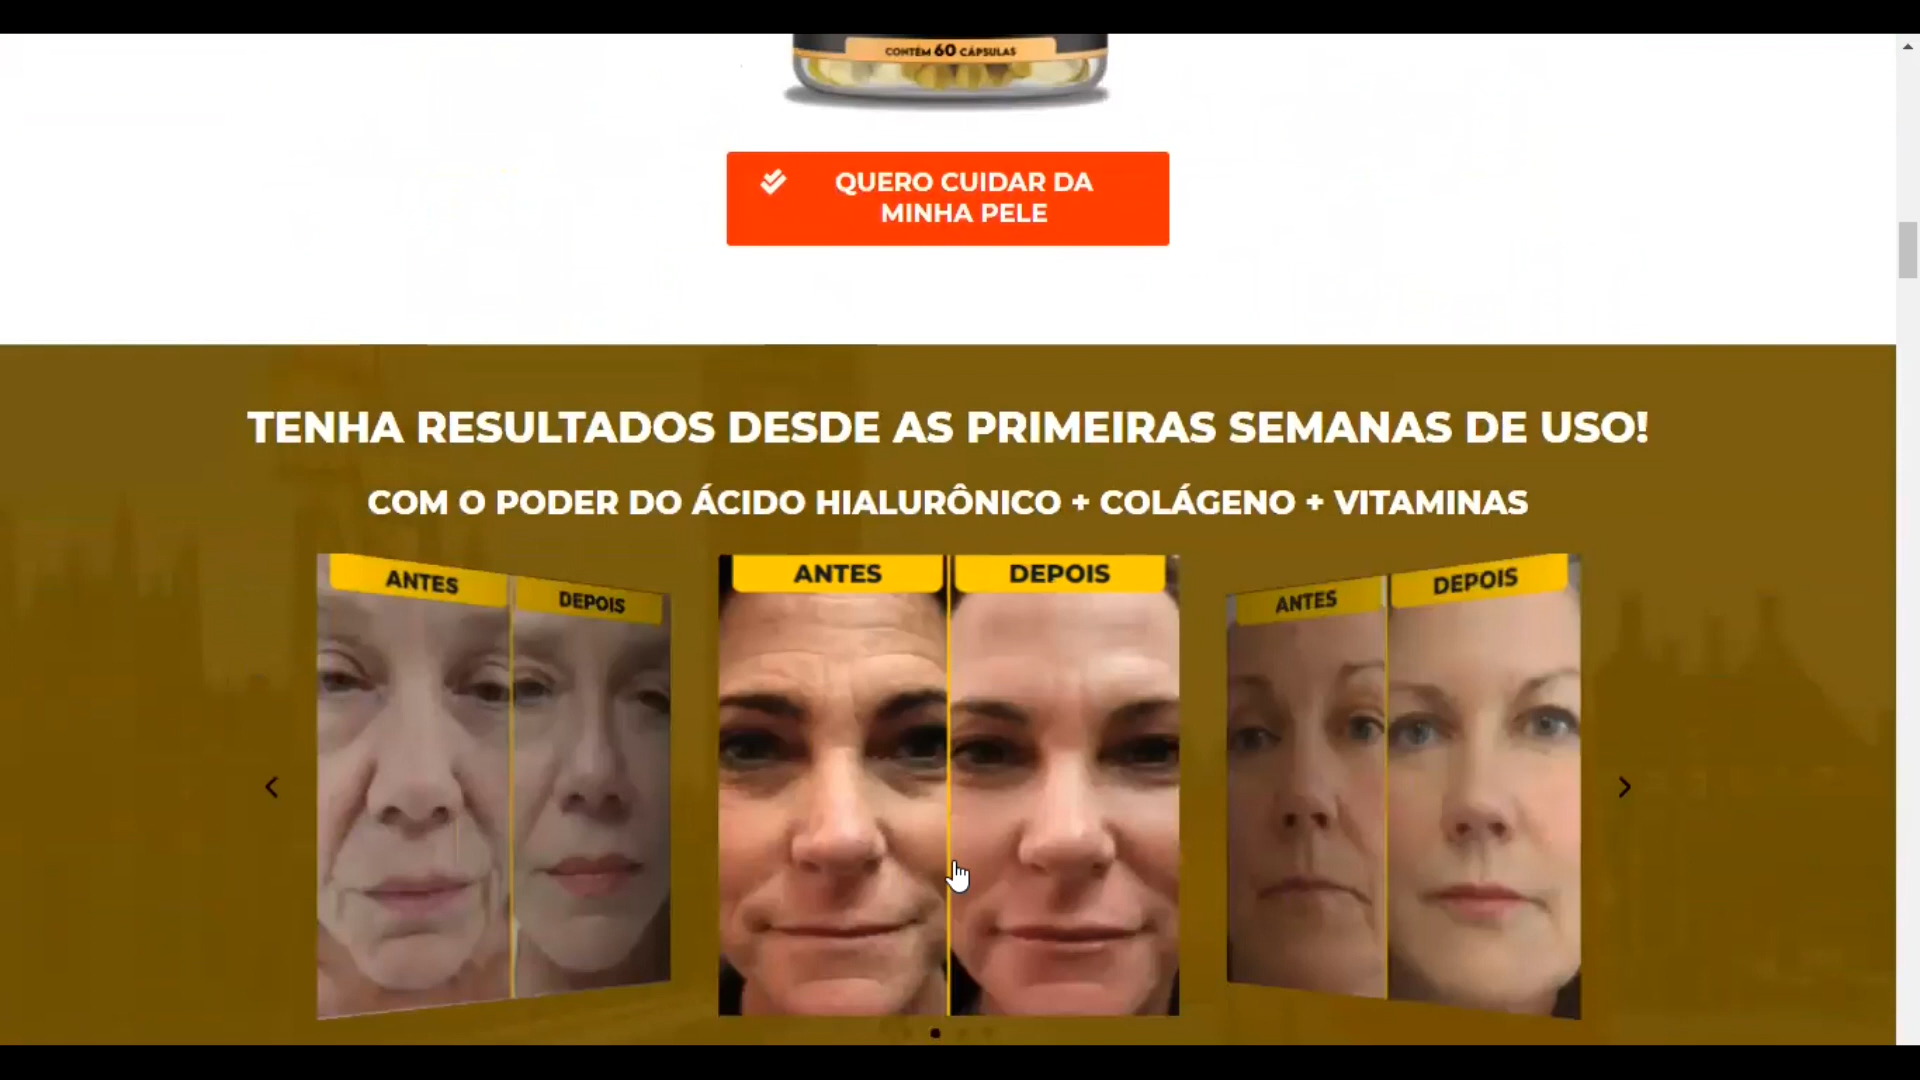 CONTÉM 60 CÁPSULAS
QUERO CUIDAR DA
MINHA PELE
TENHA RESULTADOS DESDE AS PRIMEIRAS SEMANAS DE USO!
COM O PODER DO ÁCIDO HIALURÔNICO + COLÁGENO + VITAMINAS
ANTES DEPOIS
ANTES DEPOIS
ANTES DEPOIS